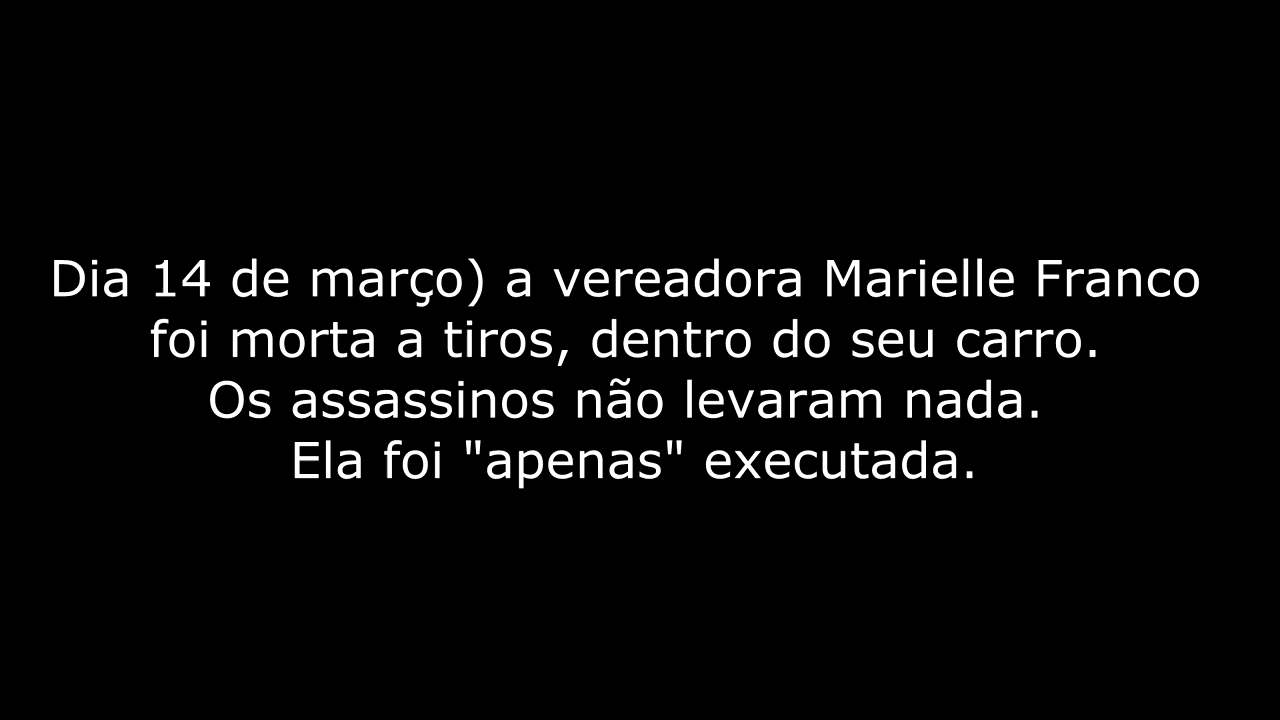 Dia 14 de março) a vereadora Marielle Franco
foi morta a tiros, dentro do seu carro.
Os assassinos não levaram nada.
Ela foi "apenas" executada.